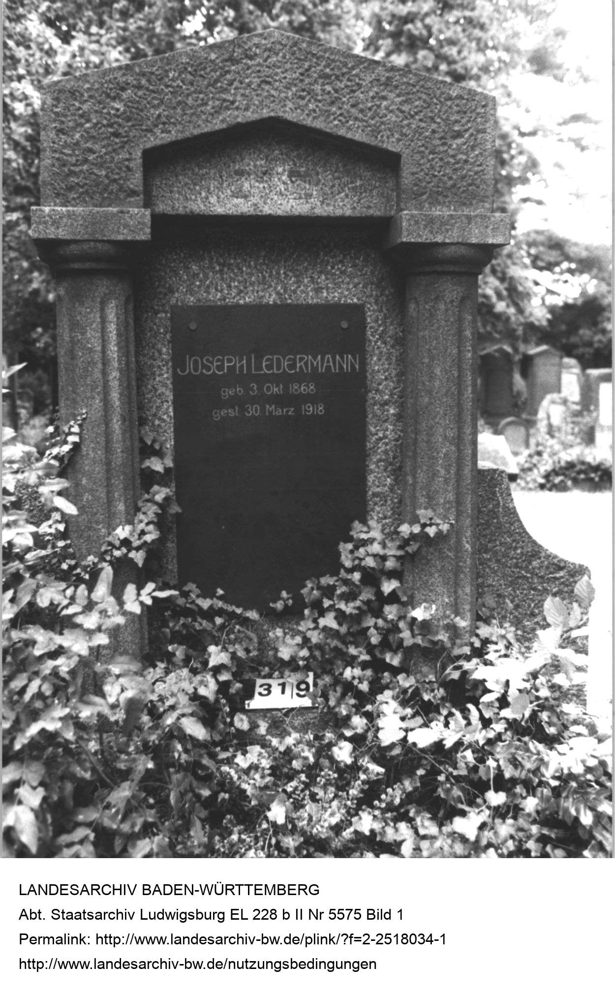 JOSEPH LEDERMANN
geb. 3. Okt. 1868
gest. 30. März 1918
319
LANDESARCHIV BADEN-WÜRTTEMBERG
Abt. Staatsarchiv Ludwigsburg EL 228 b II Nr 5575 Bild 1
Permalink: http://www.landesarchiv-bw.de/plink/?f=2-2518034-1
http://www.landesarchiv-bw.de/nutzungsbedingungen